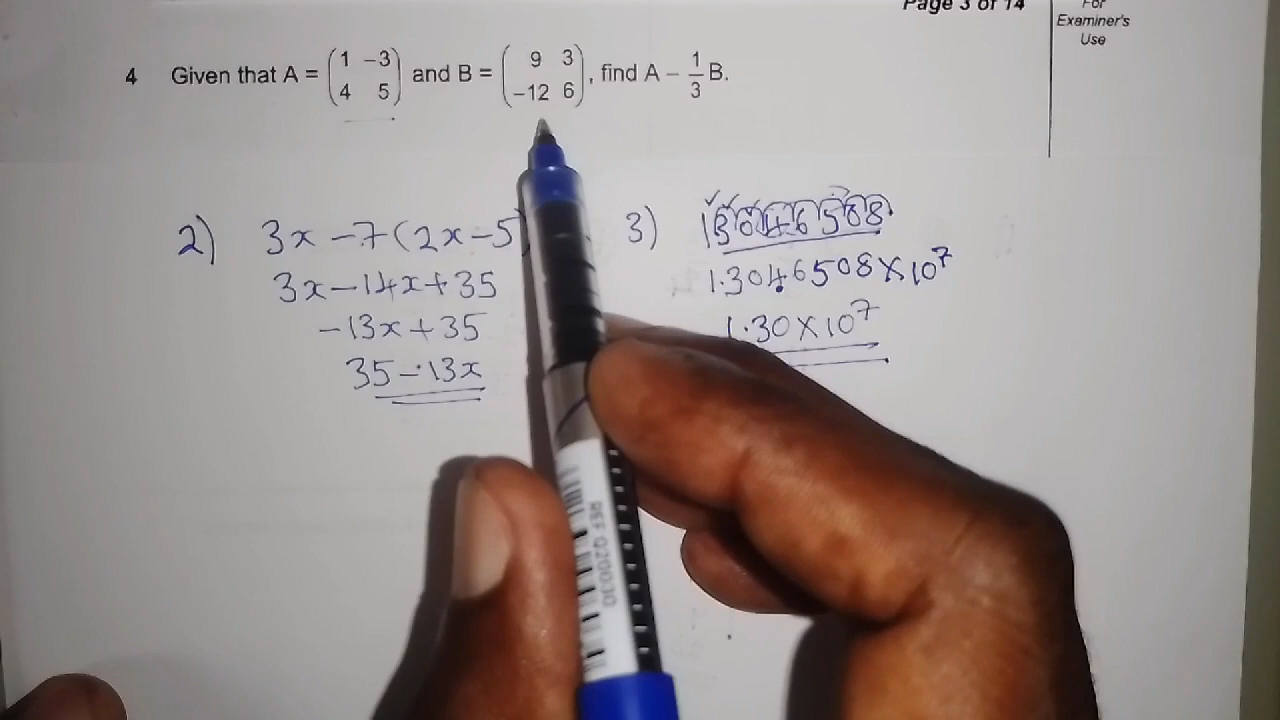 Page 3 of 14
For
Examiner's
Use
4 Given that A = (1 −3 4 5) and B = (9 3 −12 6), find A − 1/3 B.
2) 3x − 7(2x − 5)
3x − 14x + 35
−13x + 35
35 − 13x
3)
1.3046508 × 10⁷
1.30 × 10⁷
REF 020030